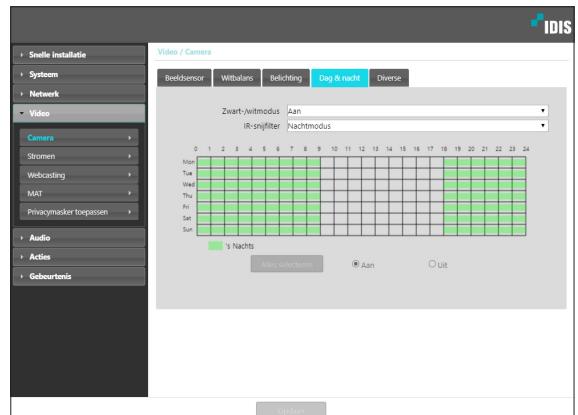 IDIS
Snelle installatie
Systeem
Netwerk
Video
Camera
Stromen
Webcasting
MAT
Privacymasker toepassen
Audio
Acties
Gebeurtenis
Video / Camera
Beeldsensor Witbalans Belichting Dag & nacht Diverse
Zwart-/witmodus Aan
IR-snijfilter Nachtmodus
0 1 2 3 4 5 6 7 8 9 10 11 12 13 14 15 16 17 18 19 20 21 22 23 24
Mon
Tue
Wed
Thu
Fri
Sat
Sun
's Nachts
Alles selecteren Aan Uit
Opslaan